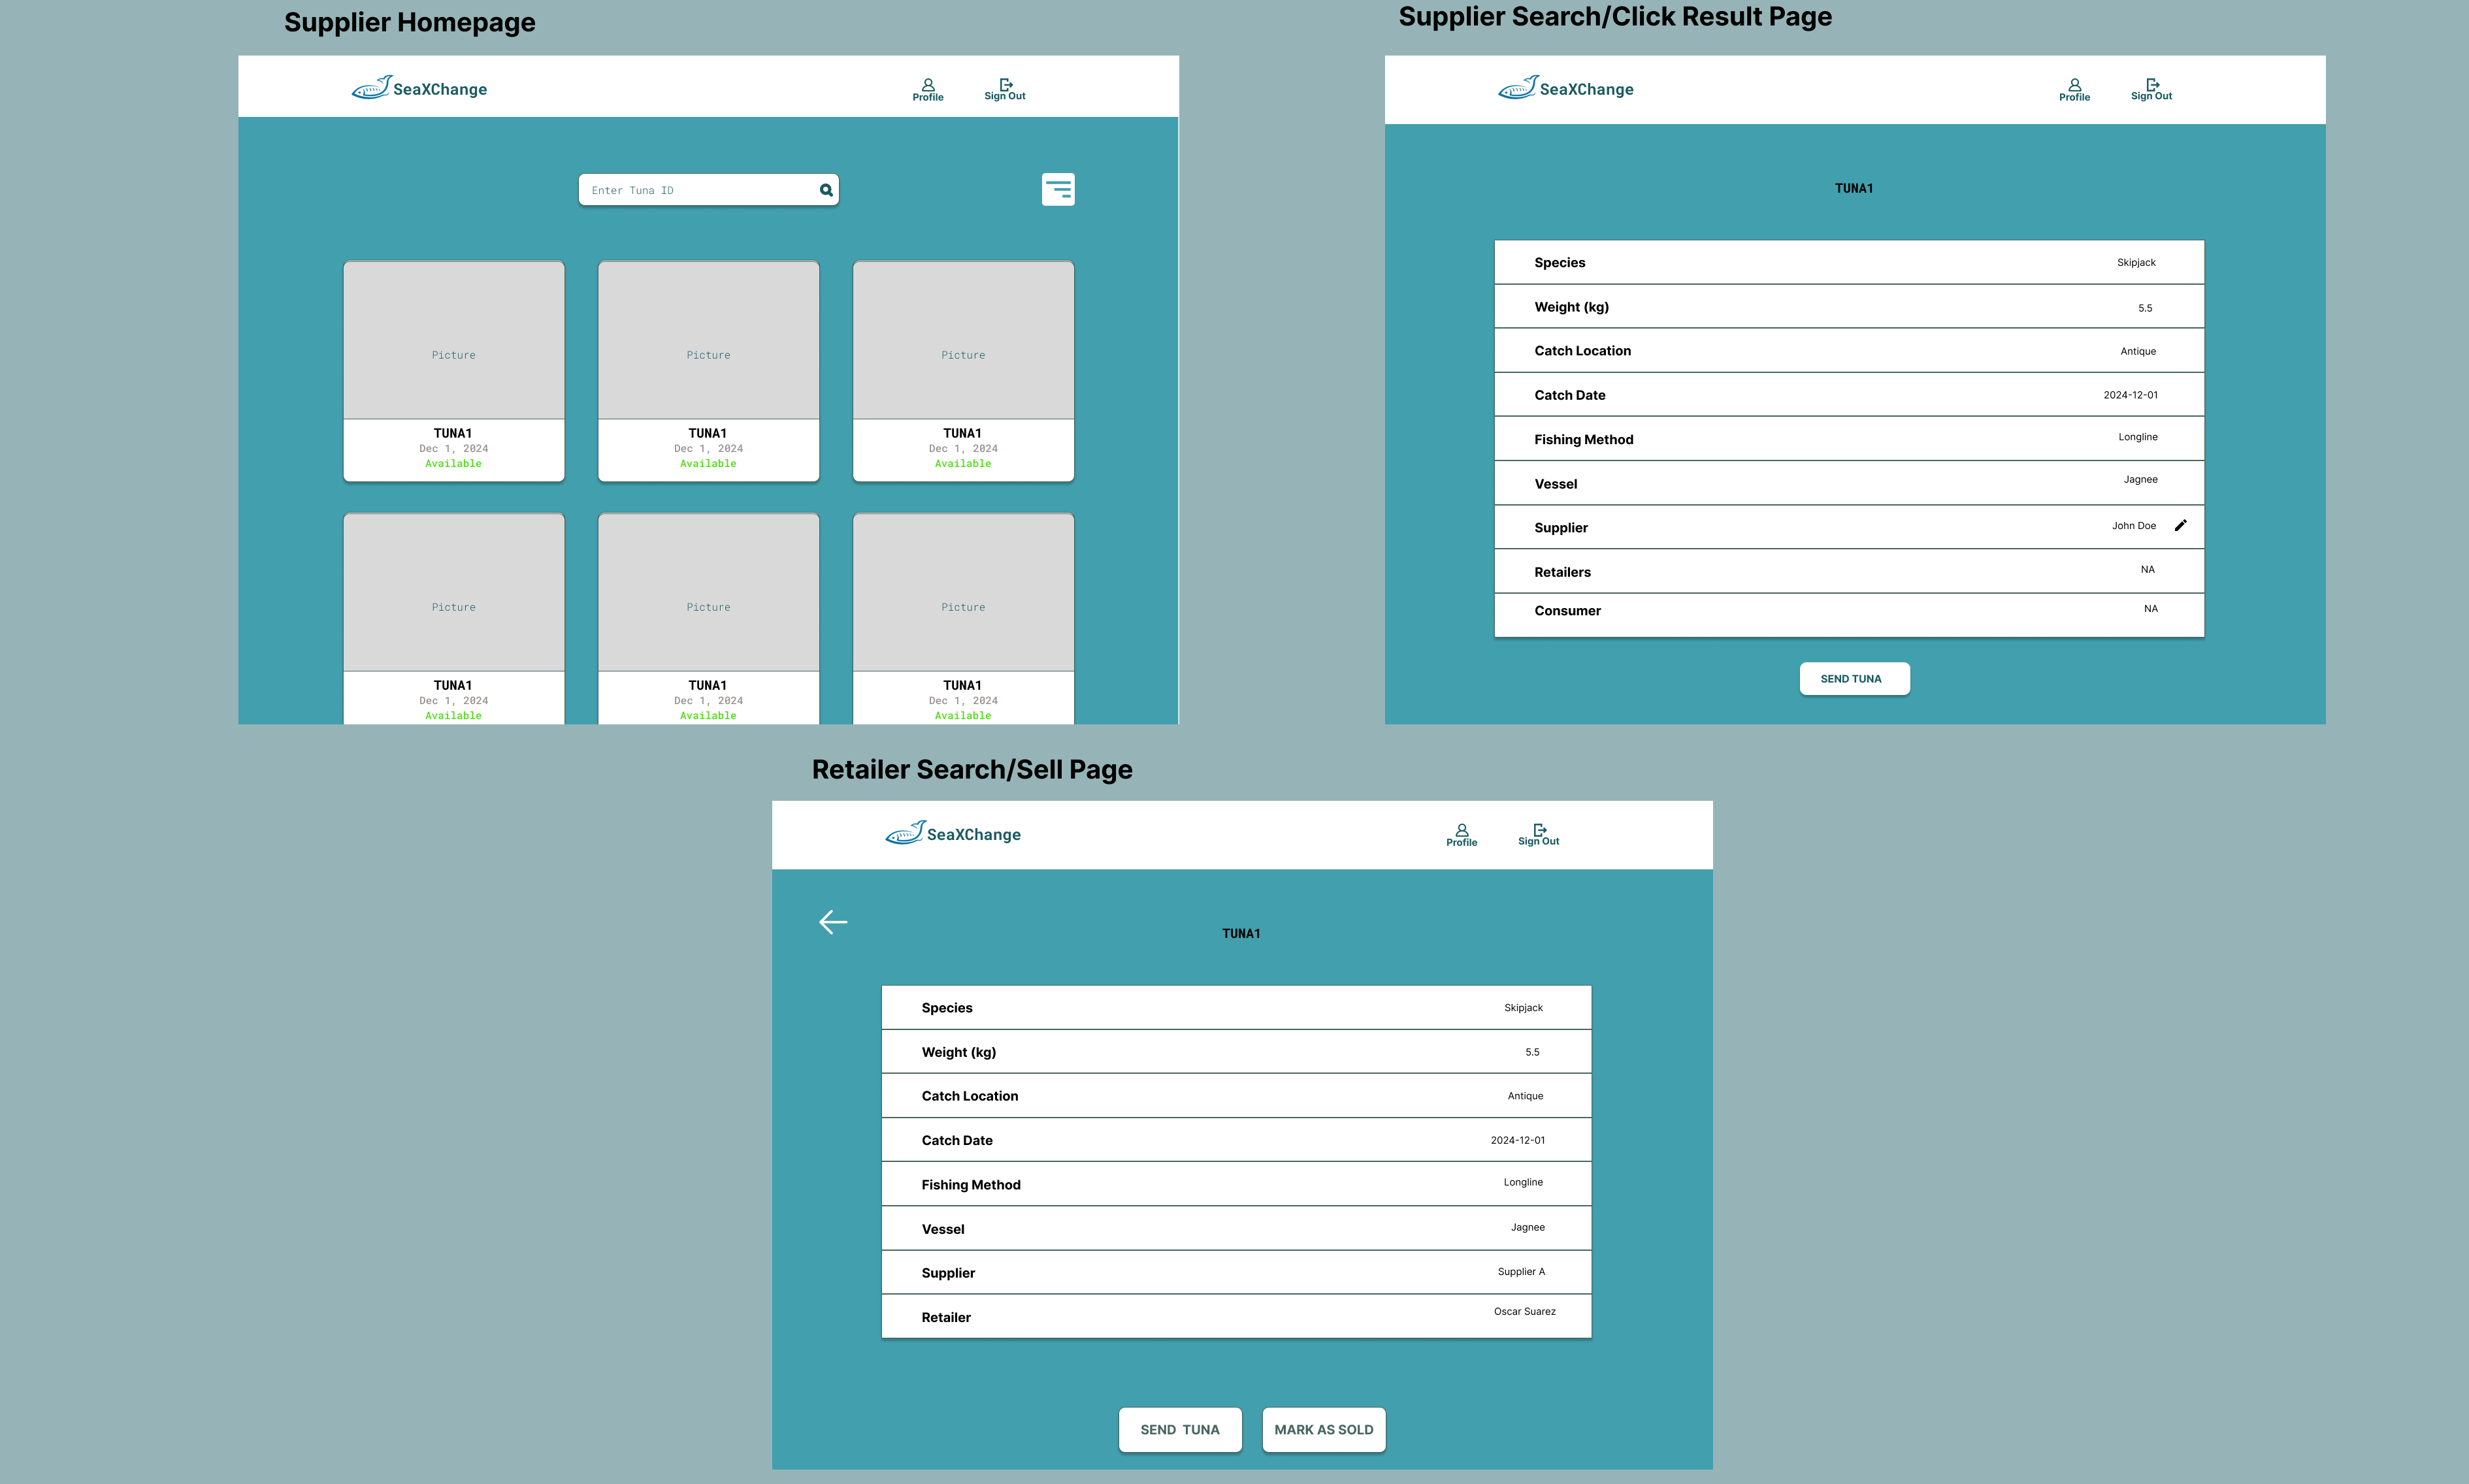 Supplier Homepage
SeaXChange
Profile
Sign Out
Enter Tuna ID
Picture
Picture
Picture
TUNA1
Dec 1, 2024
Available
TUNA1
Dec 1, 2024
Available
TUNA1
Dec 1, 2024
Available
Picture
Picture
Picture
TUNA1
Dec 1, 2024
Available
TUNA1
Dec 1, 2024
Available
TUNA1
Dec 1, 2024
Available
Supplier Search/Click Result Page
SeaXChange
Profile
Sign Out
TUNA1
Species Skipjack
Weight (kg) 5.5
Catch Location Antique
Catch Date 2024-12-01
Fishing Method Longline
Vessel Jagnee
Supplier John Doe
Retailers NA
Consumer NA
SEND TUNA
Retailer Search/Sell Page
SeaXChange
Profile
Sign Out
TUNA1
Species Skipjack
Weight (kg) 5.5
Catch Location Antique
Catch Date 2024-12-01
Fishing Method Longline
Vessel Jagnee
Supplier Supplier A
Retailer Oscar Suarez
SEND TUNA
MARK AS SOLD